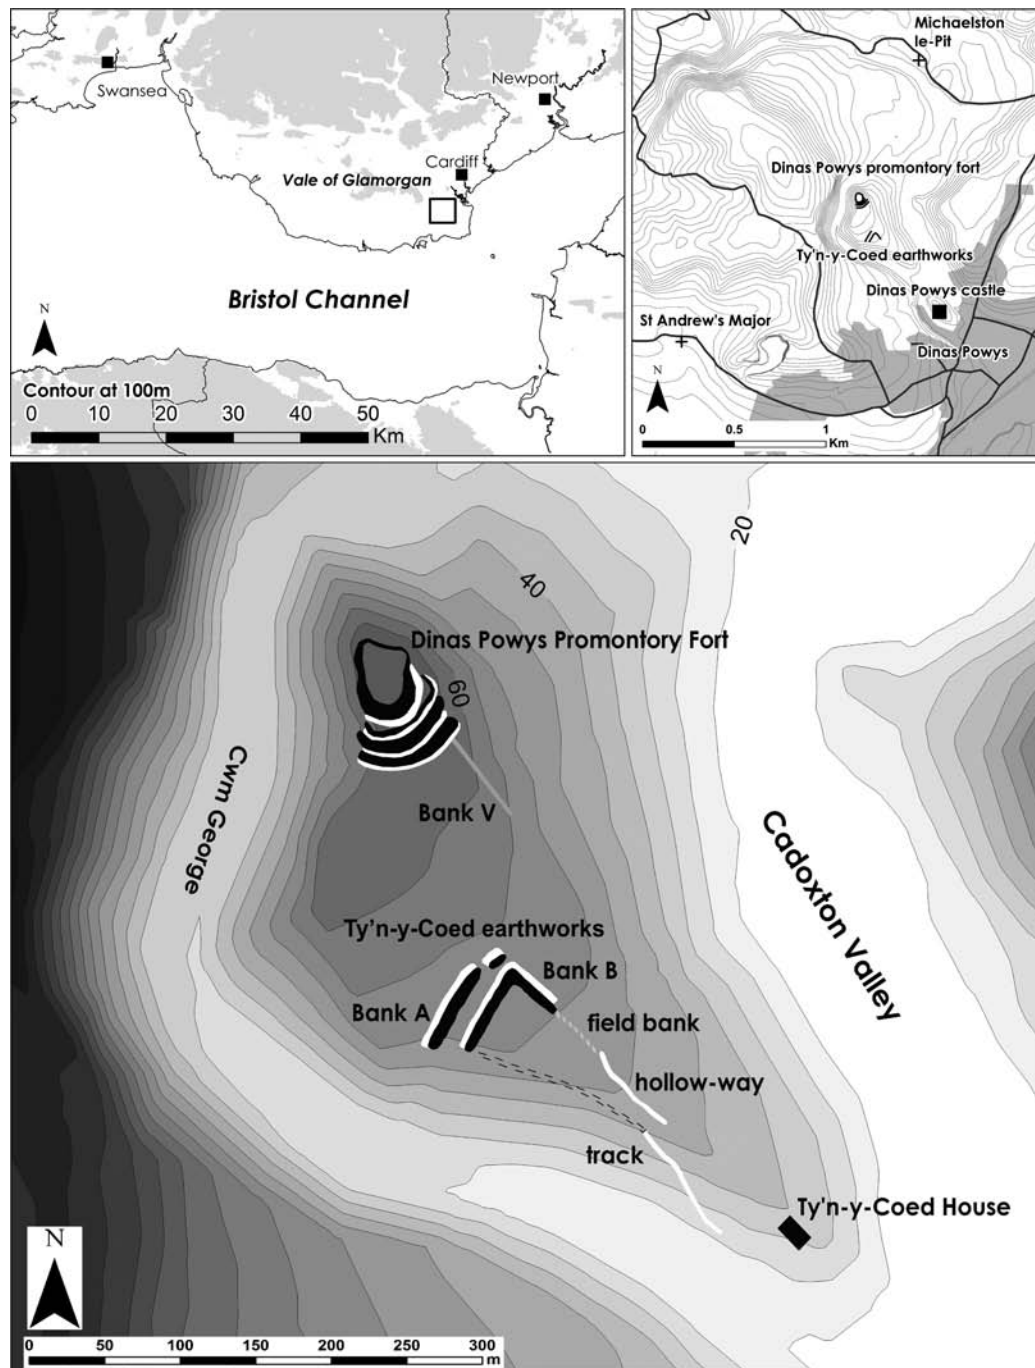 Swansea
Newport
Cardiff
Vale of Glamorgan
Bristol Channel
N
Contour at 100m
0 10 20 30 40 50
Km
Michaelston
le-Pit
Dinas Powys promontory fort
Ty'n-y-Coed earthworks
Dinas Powys castle
St Andrew's Major
Dinas Powys
N
0 0.5 1
Km
20
40
Dinas Powys Promontory Fort
60
Cwm George
Bank V
Cadoxton Valley
Ty'n-y-Coed earthworks
Bank B
Bank A
field bank
hollow-way
track
Ty'n-y-Coed House
N
0 50 100 150 200 300
m